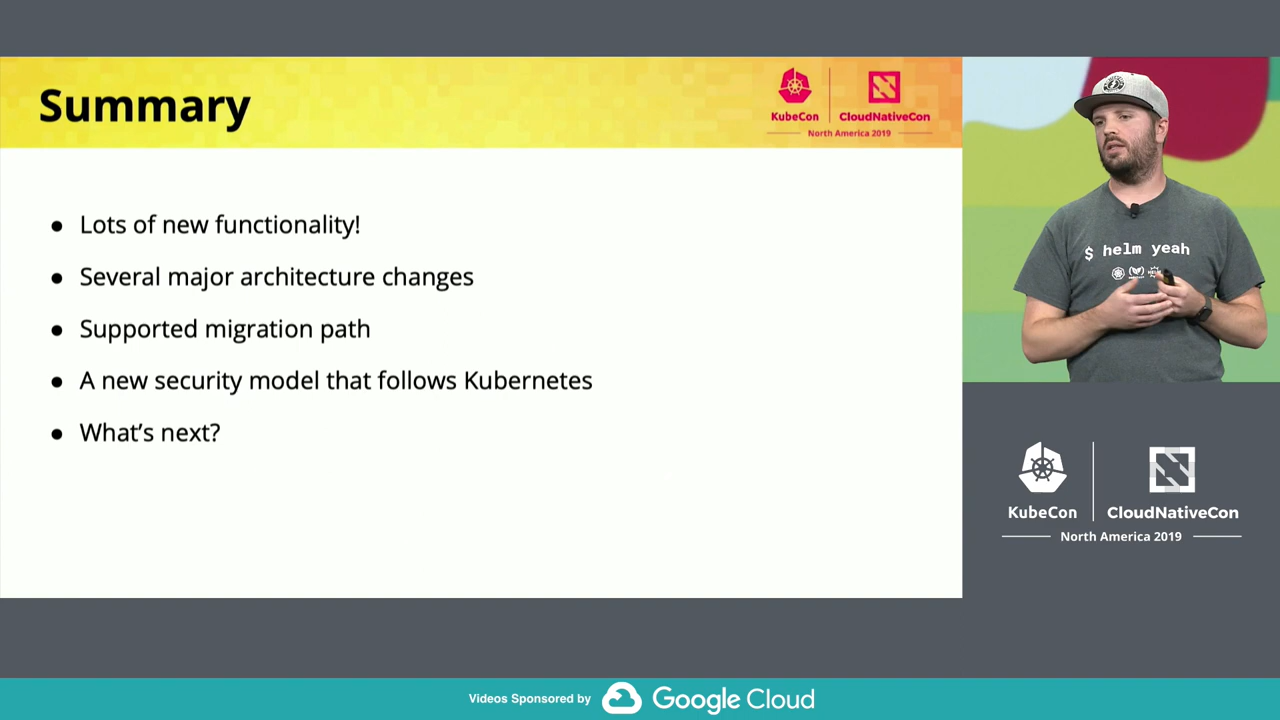 Summary
KubeCon
CloudNativeCon
North America 2019
● Lots of new functionality!
● Several major architecture changes
● Supported migration path
● A new security model that follows Kubernetes
● What's next?
$ helm yeah
KubeCon
CloudNativeCon
North America 2019
Videos Sponsored by
Google Cloud